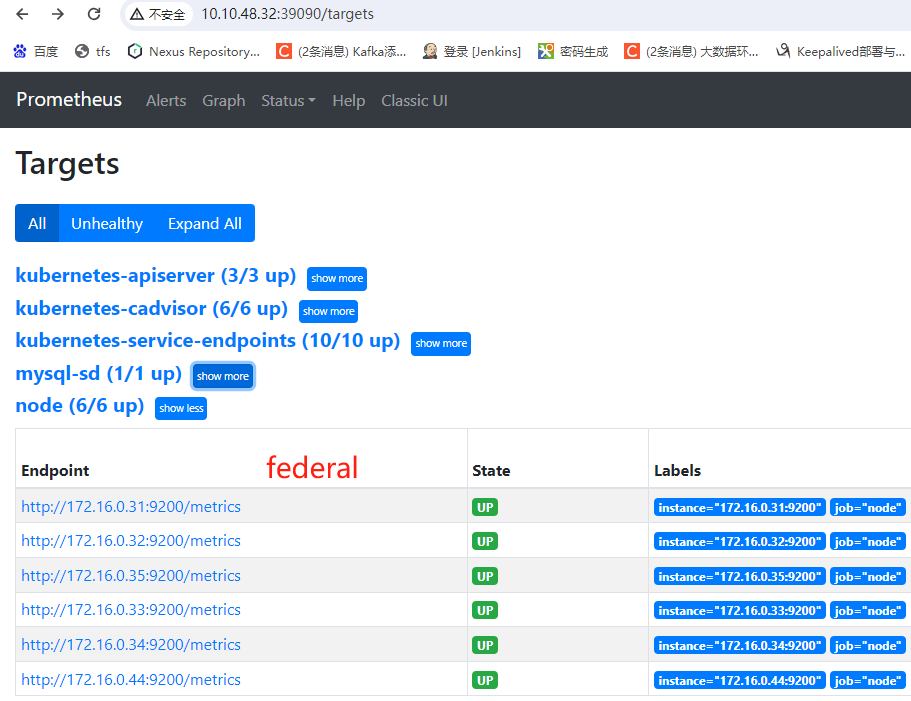 不安全 10.10.48.32:39090/targets
百度 tfs Nexus Repository... (2条消息) Kafka添... 登录 [Jenkins] 密码生成 (2条消息) 大数据环... Keepalived部署与...
Prometheus Alerts Graph Status Help Classic UI
Targets
All Unhealthy Expand All
kubernetes-apiserver (3/3 up) show more
kubernetes-cadvisor (6/6 up) show more
kubernetes-service-endpoints (10/10 up) show more
mysql-sd (1/1 up) show more
node (6/6 up) show less
Endpoint federal State Labels
http://172.16.0.31:9200/metrics UP instance="172.16.0.31:9200" job="node"
http://172.16.0.32:9200/metrics UP instance="172.16.0.32:9200" job="node"
http://172.16.0.35:9200/metrics UP instance="172.16.0.35:9200" job="node"
http://172.16.0.33:9200/metrics UP instance="172.16.0.33:9200" job="node"
http://172.16.0.34:9200/metrics UP instance="172.16.0.34:9200" job="node"
http://172.16.0.44:9200/metrics UP instance="172.16.0.44:9200" job="node"